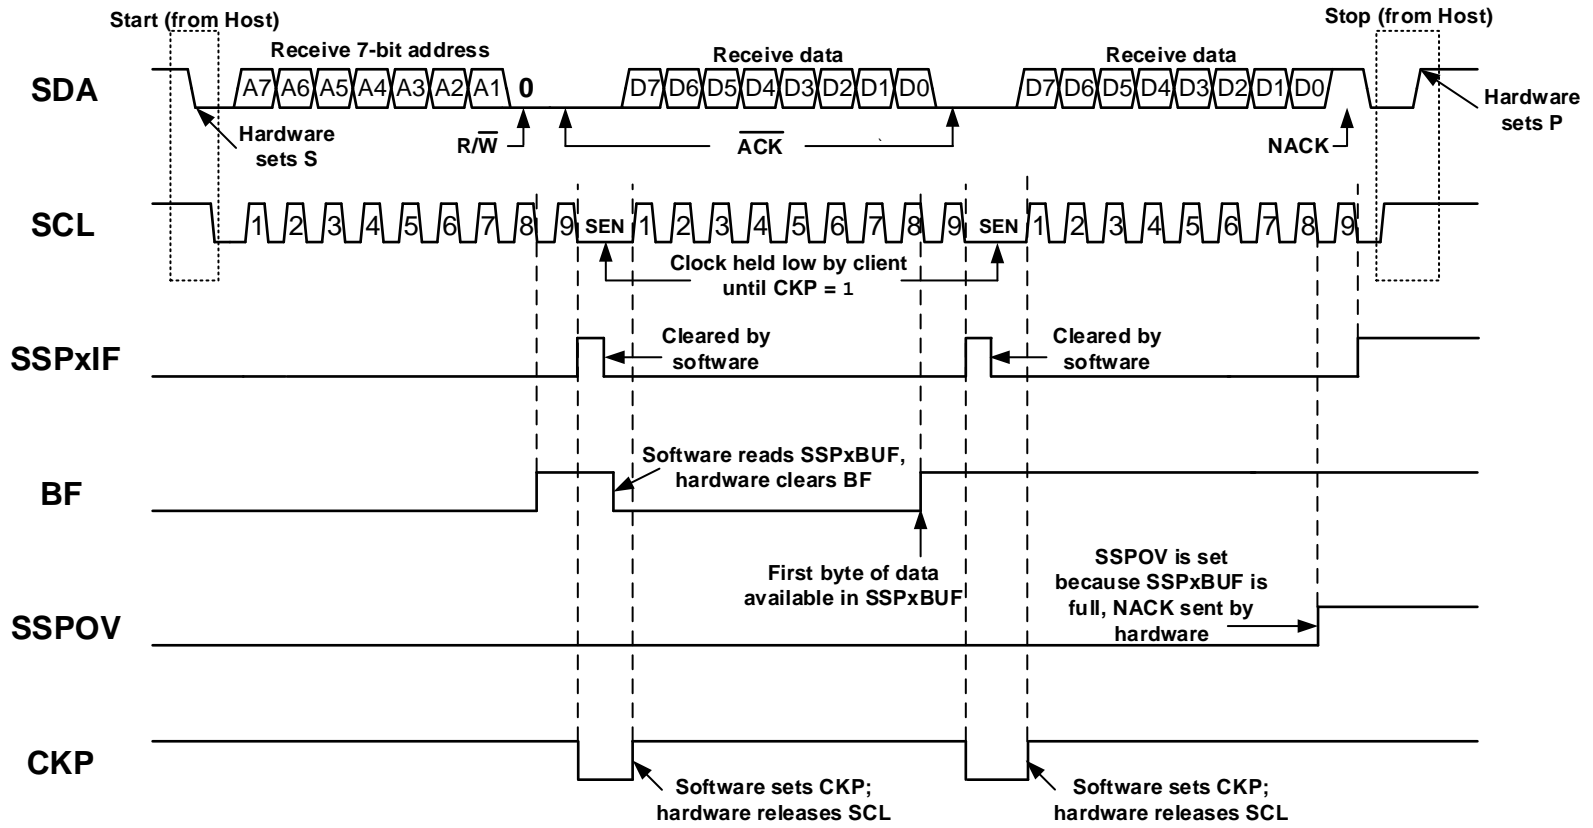 Start (from Host)
Stop (from Host)
Receive 7-bit address
Receive data
Receive data
SDA
A7 A6 A5 A4 A3 A2 A1 0
D7 D6 D5 D4 D3 D2 D1 D0
D7 D6 D5 D4 D3 D2 D1 D0
Hardware
sets S
R/W
ACK
NACK
Hardware
sets P
SCL
1 2 3 4 5 6 7 8 9 SEN 1 2 3 4 5 6 7 8 9 SEN 1 2 3 4 5 6 7 8 9
Clock held low by client
until CKP = 1
SSPxIF
Cleared by
software
Cleared by
software
BF
Software reads SSPxBUF,
hardware clears BF
First byte of data
available in SSPxBUF
SSPOV
SSPOV is set
because SSPxBUF is
full, NACK sent by
hardware
CKP
Software sets CKP;
hardware releases SCL
Software sets CKP;
hardware releases SCL